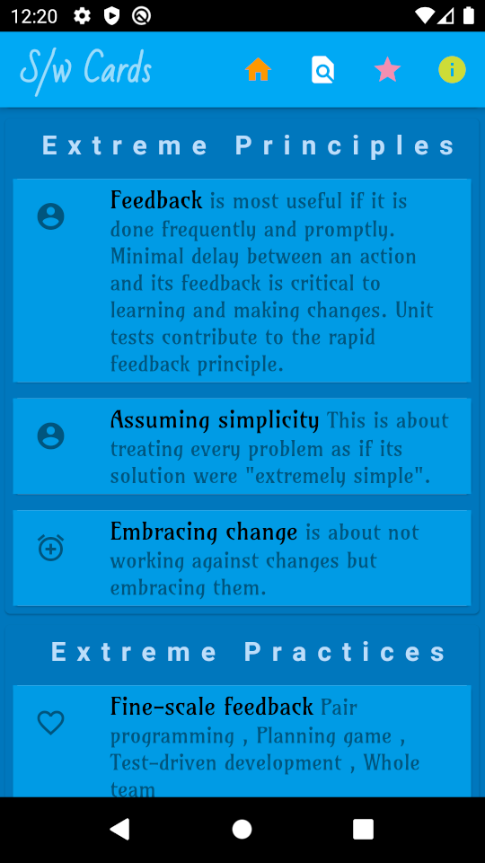 12:20
S/w Cards
Extreme Principles
Feedback is most useful if it is
done frequently and promptly.
Minimal delay between an action
and its feedback is critical to
learning and making changes. Unit
tests contribute to the rapid
feedback principle.
Assuming simplicity This is about
treating every problem as if its
solution were "extremely simple".
Embracing change is about not
working against changes but
embracing them.
Extreme Practices
Fine-scale feedback Pair
programming , Planning game ,
Test-driven development , Whole
team